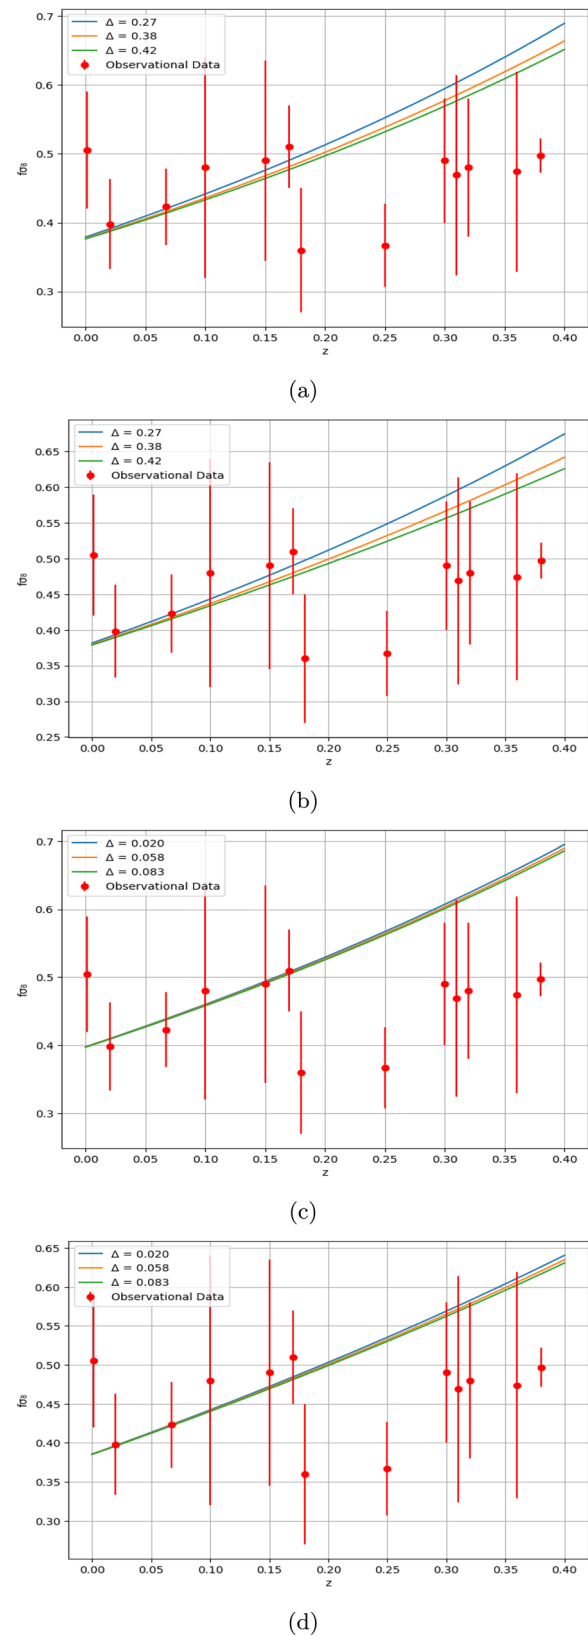 Δ = 0.27
Δ = 0.38
Δ = 0.42
Observational Data
0.7
0.6
0.5
0.4
0.3
fσ₈
0.00 0.05 0.10 0.15 0.20 0.25 0.30 0.35 0.40
z
(a)
Δ = 0.27
Δ = 0.38
Δ = 0.42
Observational Data
0.65
0.60
0.55
0.50
0.45
0.40
0.35
0.30
0.25
fσ₈
0.00 0.05 0.10 0.15 0.20 0.25 0.30 0.35 0.40
z
(b)
Δ = 0.020
Δ = 0.058
Δ = 0.083
Observational Data
0.7
0.6
0.5
0.4
0.3
fσ₈
0.00 0.05 0.10 0.15 0.20 0.25 0.30 0.35 0.40
z
(c)
Δ = 0.020
Δ = 0.058
Δ = 0.083
Observational Data
0.65
0.60
0.55
0.50
0.45
0.40
0.35
0.30
fσ₈
0.00 0.05 0.10 0.15 0.20 0.25 0.30 0.35 0.40
z
(d)